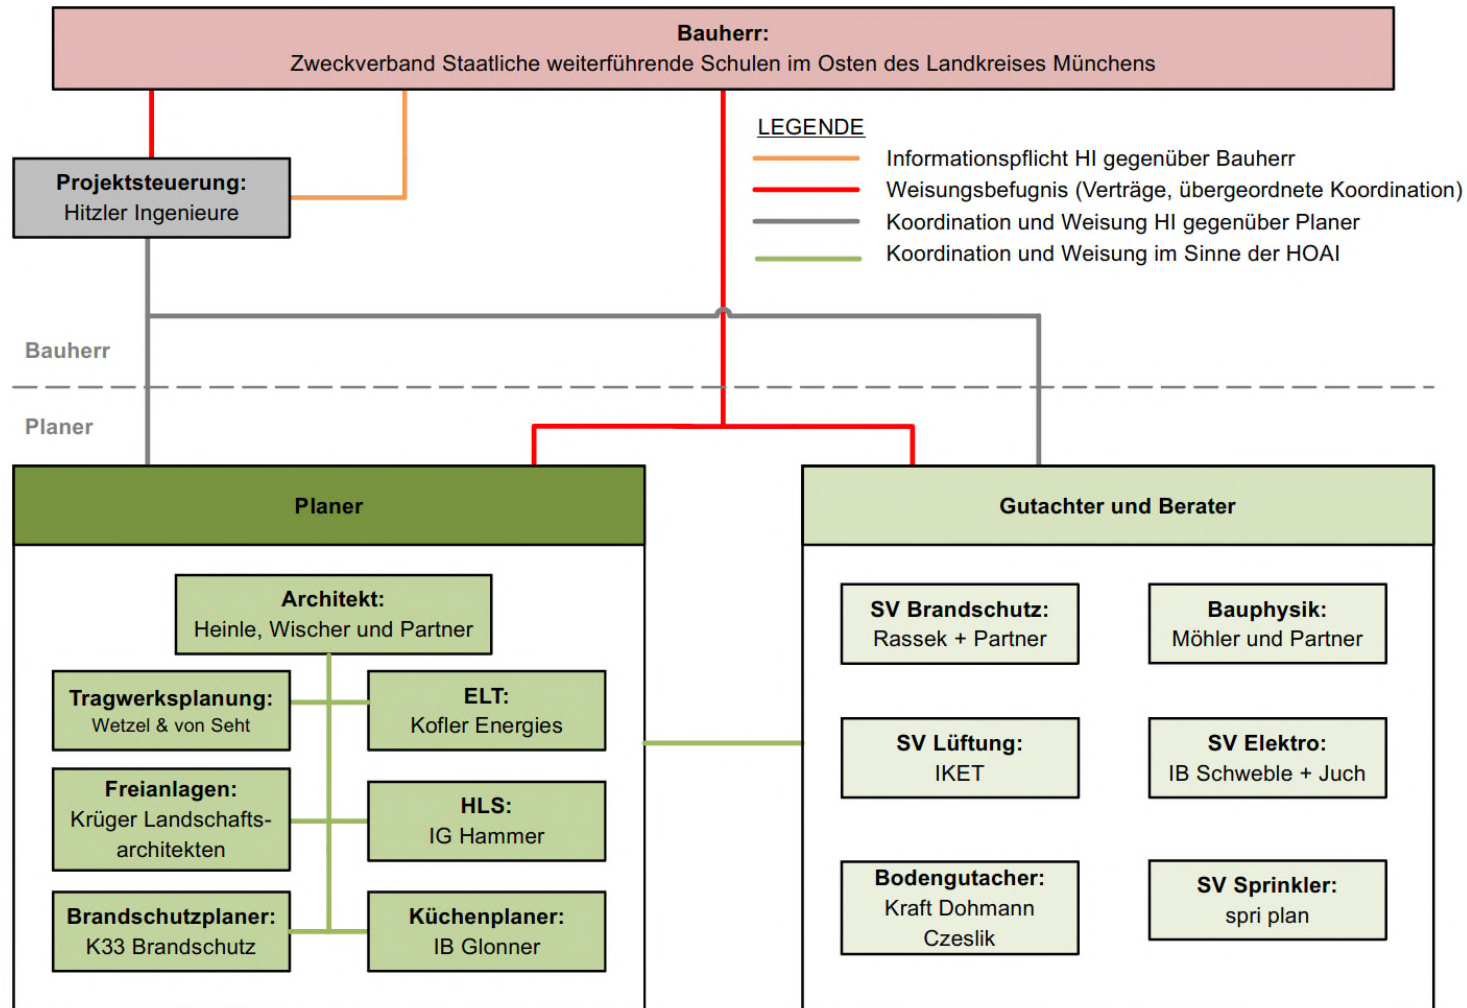 Bauherr:
Zweckverband Staatliche weiterführende Schulen im Osten des Landkreises Münchens
LEGENDE
Informationspflicht HI gegenüber Bauherr
Weisungsbefugnis (Verträge, übergeordnete Koordination)
Koordination und Weisung HI gegenüber Planer
Koordination und Weisung im Sinne der HOAI
Projektsteuerung:
Hitzler Ingenieure
Bauherr
Planer
Planer
Architekt:
Heinle, Wischer und Partner
Tragwerksplanung:
Wetzel & von Seht
ELT:
Kofler Energies
Freianlagen:
Krüger Landschafts-
architekten
HLS:
IG Hammer
Brandschutzplaner:
K33 Brandschutz
Küchenplaner:
IB Glonner
Gutachter und Berater
SV Brandschutz:
Rassek + Partner
Bauphysik:
Möhler und Partner
SV Lüftung:
IKET
SV Elektro:
IB Schweble + Juch
Bodengutacher:
Kraft Dohmann
Czeslik
SV Sprinkler:
spri plan